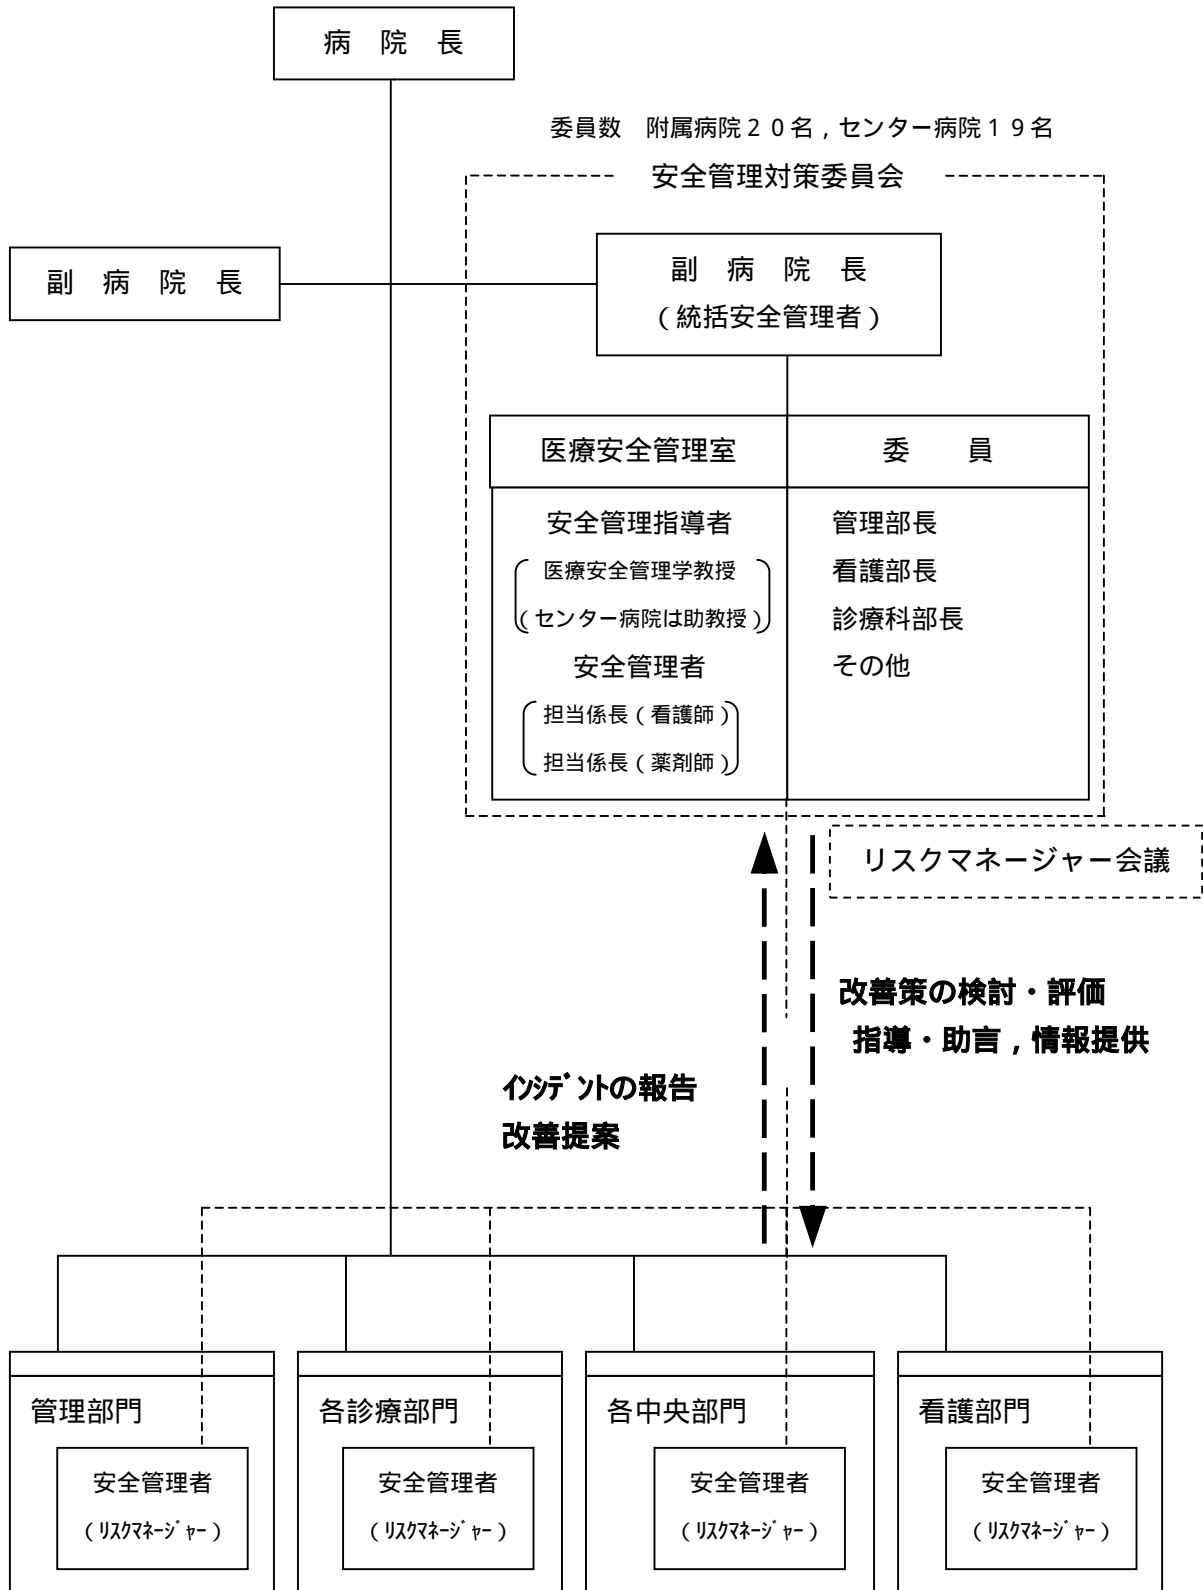 病　院　長
委員数　附属病院２０名，センター病院１９名
安全管理対策委員会
副　病　院　長
副　病　院　長
（統括安全管理者）
医療安全管理室
委　　員
安全管理指導者
医療安全管理学教授
（センター病院は助教授）
安全管理者
担当係長（看護師）
担当係長（薬剤師）
管理部長
看護部長
診療科部長
その他
リスクマネージャー会議
改善策の検討・評価
指導・助言，情報提供
ｲﾝｼﾃﾞﾝﾄの報告
改善提案
管理部門
安全管理者
（ﾘｽｸﾏﾈｰｼﾞｬｰ）
各診療部門
安全管理者
（ﾘｽｸﾏﾈｰｼﾞｬｰ）
各中央部門
安全管理者
（ﾘｽｸﾏﾈｰｼﾞｬｰ）
看護部門
安全管理者
（ﾘｽｸﾏﾈｰｼﾞｬｰ）